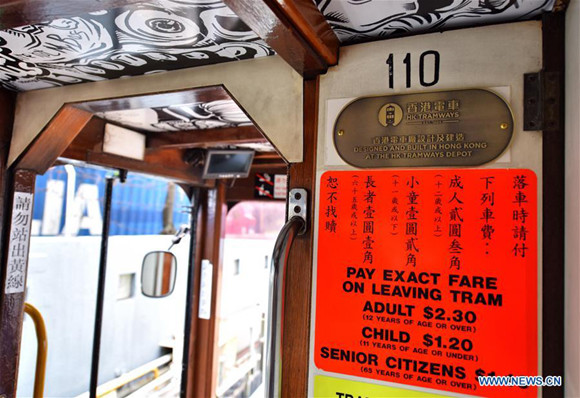 110
香港電車
HK TRAMWAYS
香港電車設計及建造
DESIGNED AND BUILT IN HONG KONG
AT THE HK TRAMWAYS DEPOT
落車時請付
下列車費：
成人貳圓叁角
（十二歲或以上）
小童壹圓貳角
（十一歲或以下）
長者壹圓壹角
（六十五歲或以上）
恕不找贖
PAY EXACT FARE
ON LEAVING TRAM
ADULT $2.30
(12 YEARS OF AGE OR OVER)
CHILD $1.20
(11 YEARS OF AGE OR UNDER)
SENIOR CITIZENS
(65 YEARS OF AGE OR OVER)
請勿站出黃線
WWW.NEWS.CN